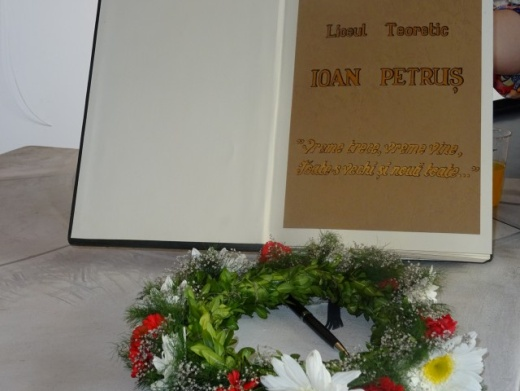 Liceul Teoretic
IOAN PETRUȘ
"Vreme trece, vreme vine,
Toate-s vechi și nouă toate..."